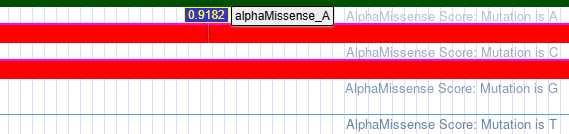 0.9182 alphaMissense_A AlphaMissense Score: Mutation is A
AlphaMissense Score: Mutation is C
AlphaMissense Score: Mutation is G
AlphaMissense Score: Mutation is T